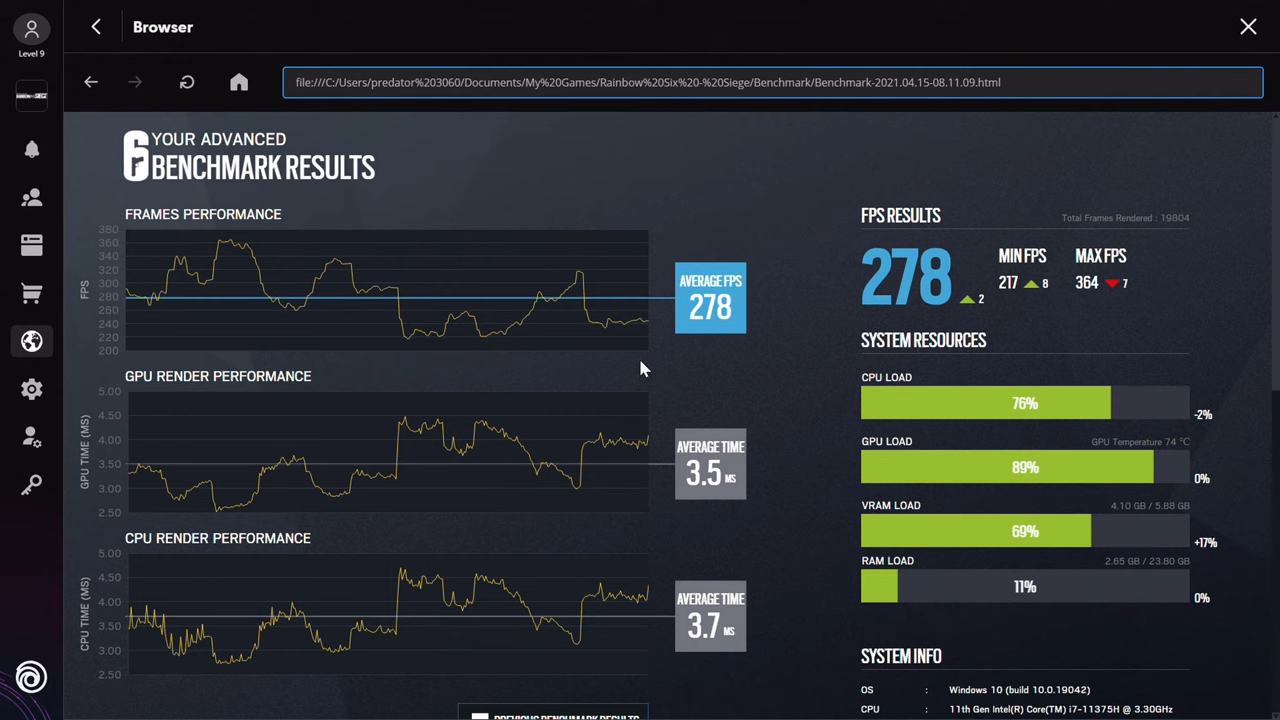 Level 9
Browser
file:///C:/Users/predator%203060/Documents/My%20Games/Rainbow%20Six%20-%20Siege/Benchmark/Benchmark-2021.04.15-08.11.09.html
YOUR ADVANCED
BENCHMARK RESULTS
FRAMES PERFORMANCE
380
360
340
320
300
280
260
240
220
200
FPS
AVERAGE FPS
278
GPU RENDER PERFORMANCE
5.00
4.50
4.00
3.50
3.00
2.50
GPU TIME (MS)
AVERAGE TIME
3.5 MS
CPU RENDER PERFORMANCE
5.00
4.50
4.00
3.50
3.00
2.50
CPU TIME (MS)
AVERAGE TIME
3.7 MS
PREVIOUS BENCHMARK RESULTS
FPS RESULTS
Total Frames Rendered : 19804
278 2
MIN FPS
217 8
MAX FPS
364 7
SYSTEM RESOURCES
CPU LOAD
76%
-2%
GPU LOAD
GPU Temperature 74 °C
89%
0%
VRAM LOAD
4.10 GB / 5.88 GB
69%
+17%
RAM LOAD
2.65 GB / 23.80 GB
11%
0%
SYSTEM INFO
OS : Windows 10 (build 10.0.19042)
CPU : 11th Gen Intel(R) Core(TM) i7-11375H @ 3.30GHz